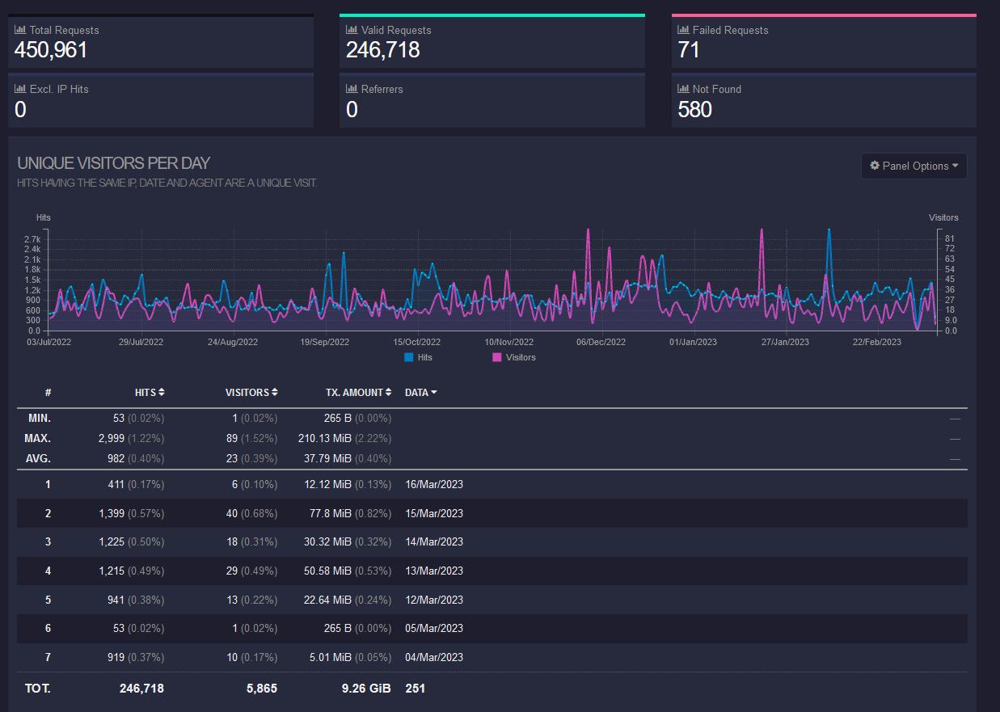 Total Requests
450,961
Valid Requests
246,718
Failed Requests
71
Excl. IP Hits
0
Referrers
0
Not Found
580
UNIQUE VISITORS PER DAY
HITS HAVING THE SAME IP, DATE AND AGENT ARE A UNIQUE VISIT.
Panel Options
Hits Visitors
2.7k
2.4k
2.1k
1.8k
1.5k
1.2k
900
600
300
0.0
81
72
63
54
45
36
27
18
9.0
0.0
03/Jul/2022 29/Jul/2022 24/Aug/2022 19/Sep/2022 15/Oct/2022 10/Nov/2022 06/Dec/2022 01/Jan/2023 27/Jan/2023 22/Feb/2023
Hits Visitors
# HITS VISITORS TX. AMOUNT DATA
MIN. 53 (0.02%) 1 (0.02%) 265 B (0.00%) —
MAX. 2,999 (1.22%) 89 (1.52%) 210.13 MiB (2.22%) —
AVG. 982 (0.40%) 23 (0.39%) 37.79 MiB (0.40%) —
1 411 (0.17%) 6 (0.10%) 12.12 MiB (0.13%) 16/Mar/2023
2 1,399 (0.57%) 40 (0.68%) 77.8 MiB (0.82%) 15/Mar/2023
3 1,225 (0.50%) 18 (0.31%) 30.32 MiB (0.32%) 14/Mar/2023
4 1,215 (0.49%) 29 (0.49%) 50.58 MiB (0.53%) 13/Mar/2023
5 941 (0.38%) 13 (0.22%) 22.64 MiB (0.24%) 12/Mar/2023
6 53 (0.02%) 1 (0.02%) 265 B (0.00%) 05/Mar/2023
7 919 (0.37%) 10 (0.17%) 5.01 MiB (0.05%) 04/Mar/2023
TOT. 246,718 5,865 9.26 GiB 251